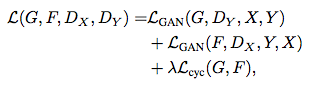 ℒ(G, F, D_X, D_Y) =ℒ_GAN(G, D_Y, X, Y)
+ ℒ_GAN(F, D_X, Y, X)
+ λℒ_cyc(G, F),